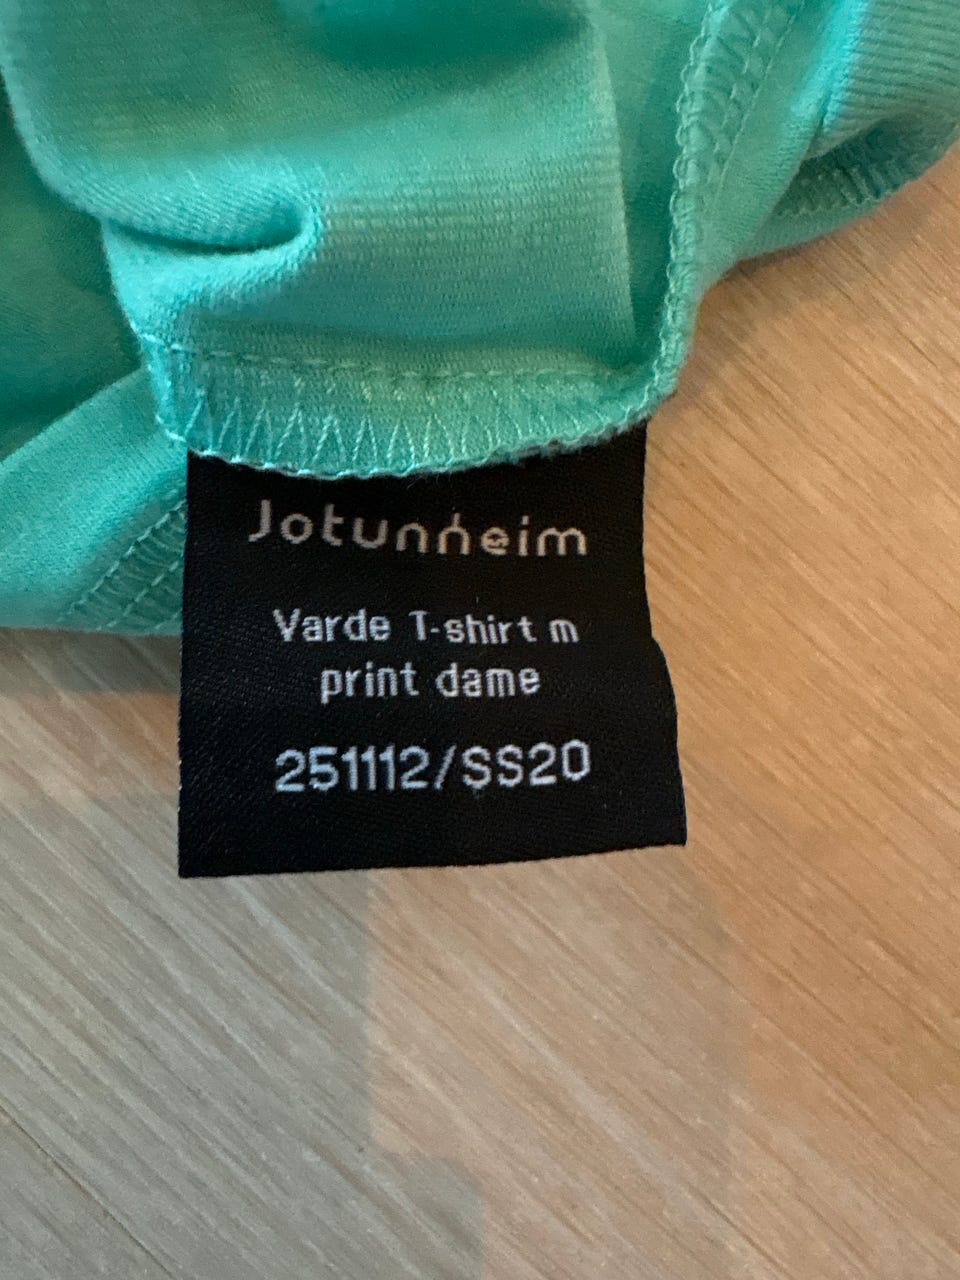 Jotunheim
Varde T-shirt m
print dame
251112/SS20